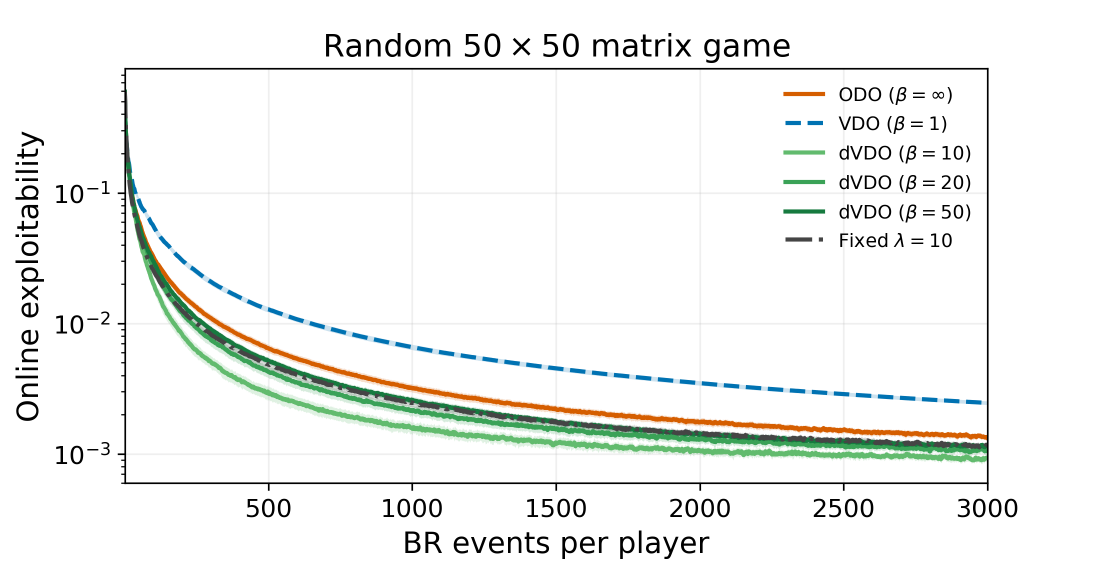 Random 50 × 50 matrix game
Online exploitability
10⁻¹
10⁻²
10⁻³
ODO (β = ∞)
VDO (β = 1)
dVDO (β = 10)
dVDO (β = 20)
dVDO (β = 50)
Fixed λ = 10
500 1000 1500 2000 2500 3000
BR events per player